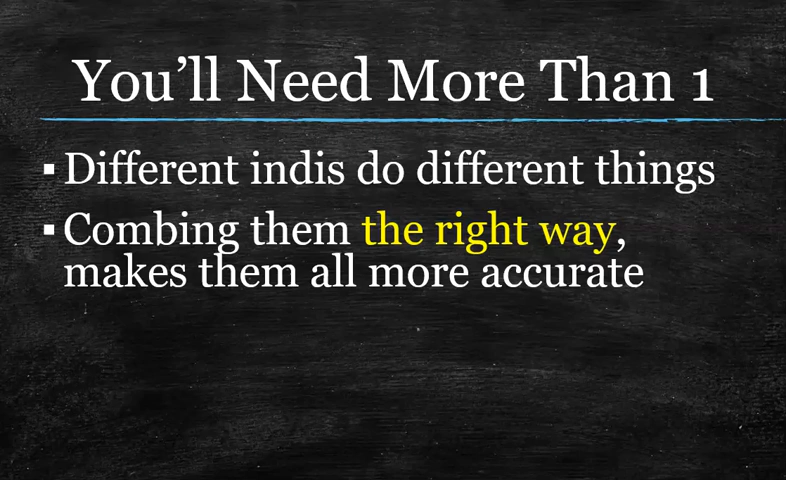 You’ll Need More Than 1
▪ Different indis do different things
▪ Combing them the right way,
makes them all more accurate